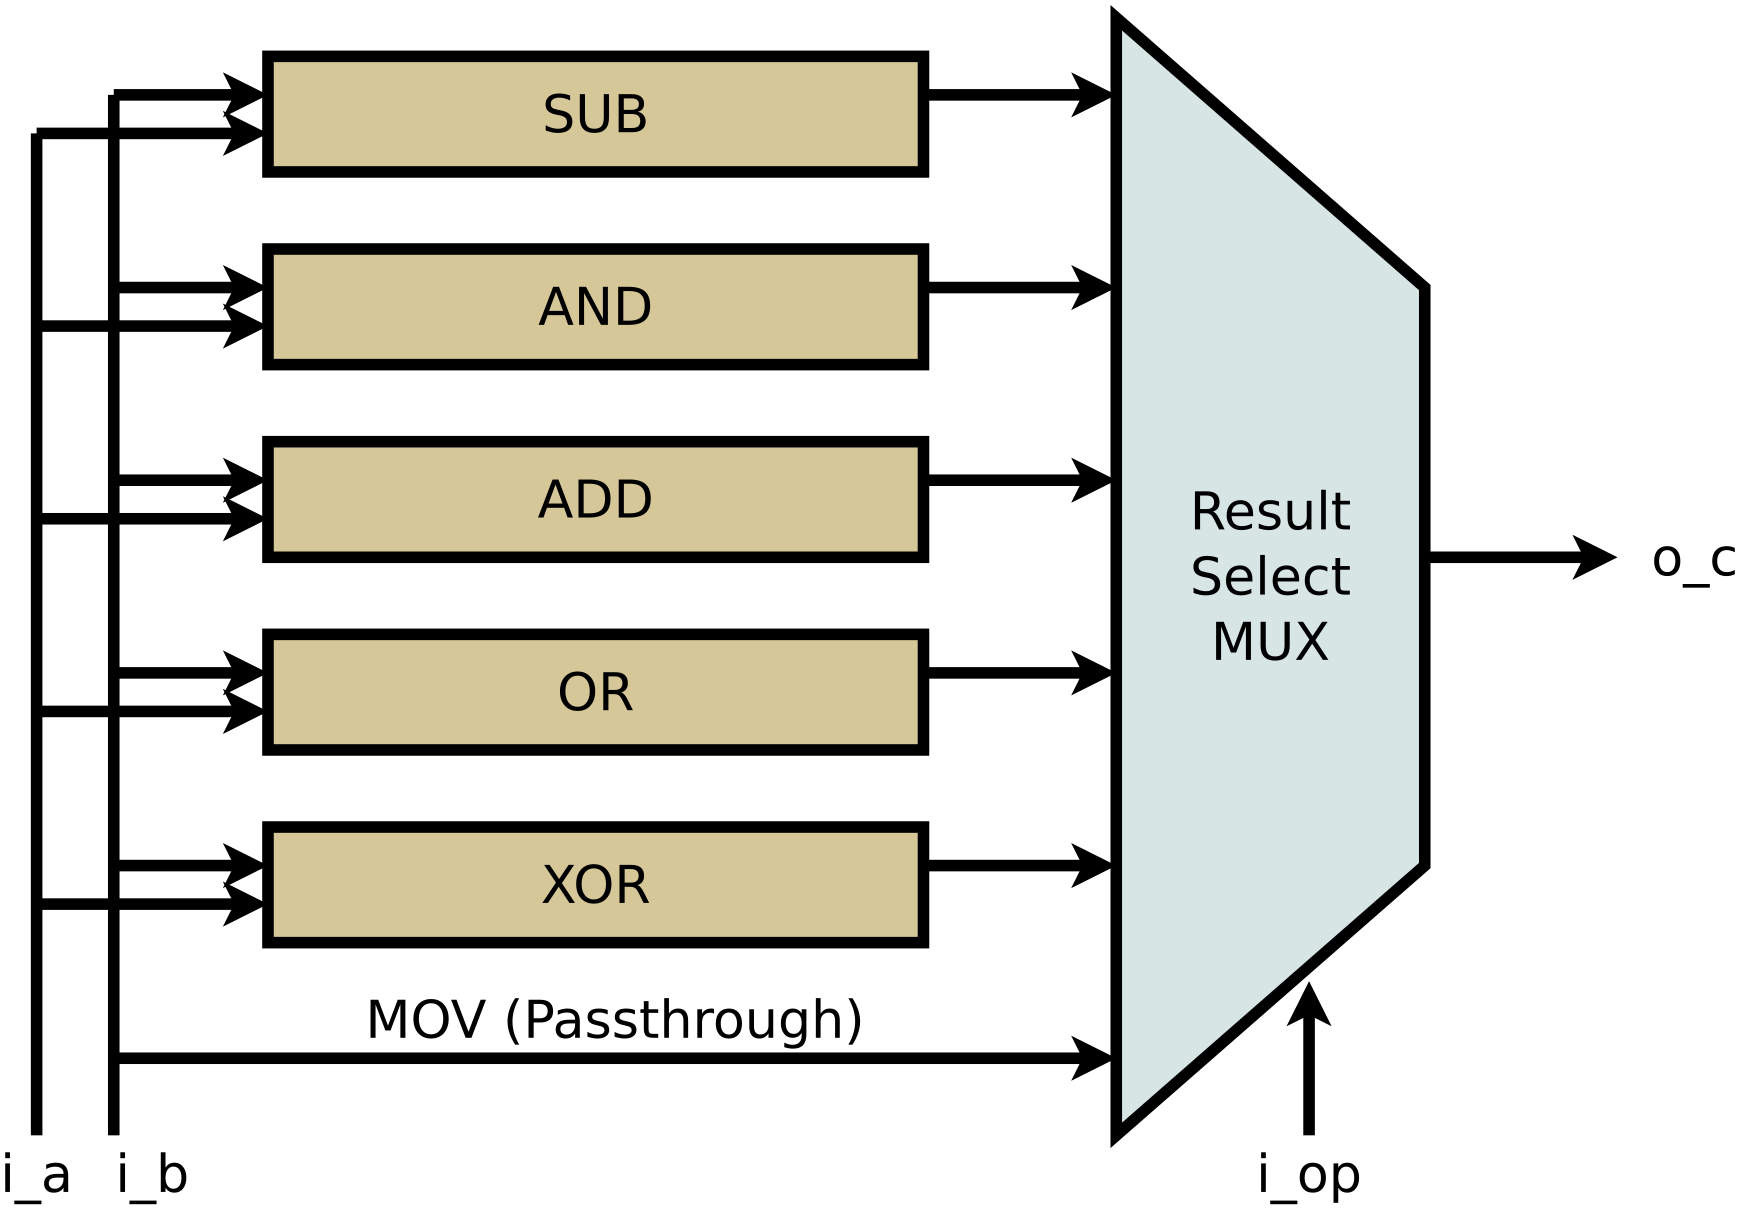 SUB
AND
ADD
OR
XOR
MOV (Passthrough)
Result
Select
MUX
o_c
i_a
i_b
i_op